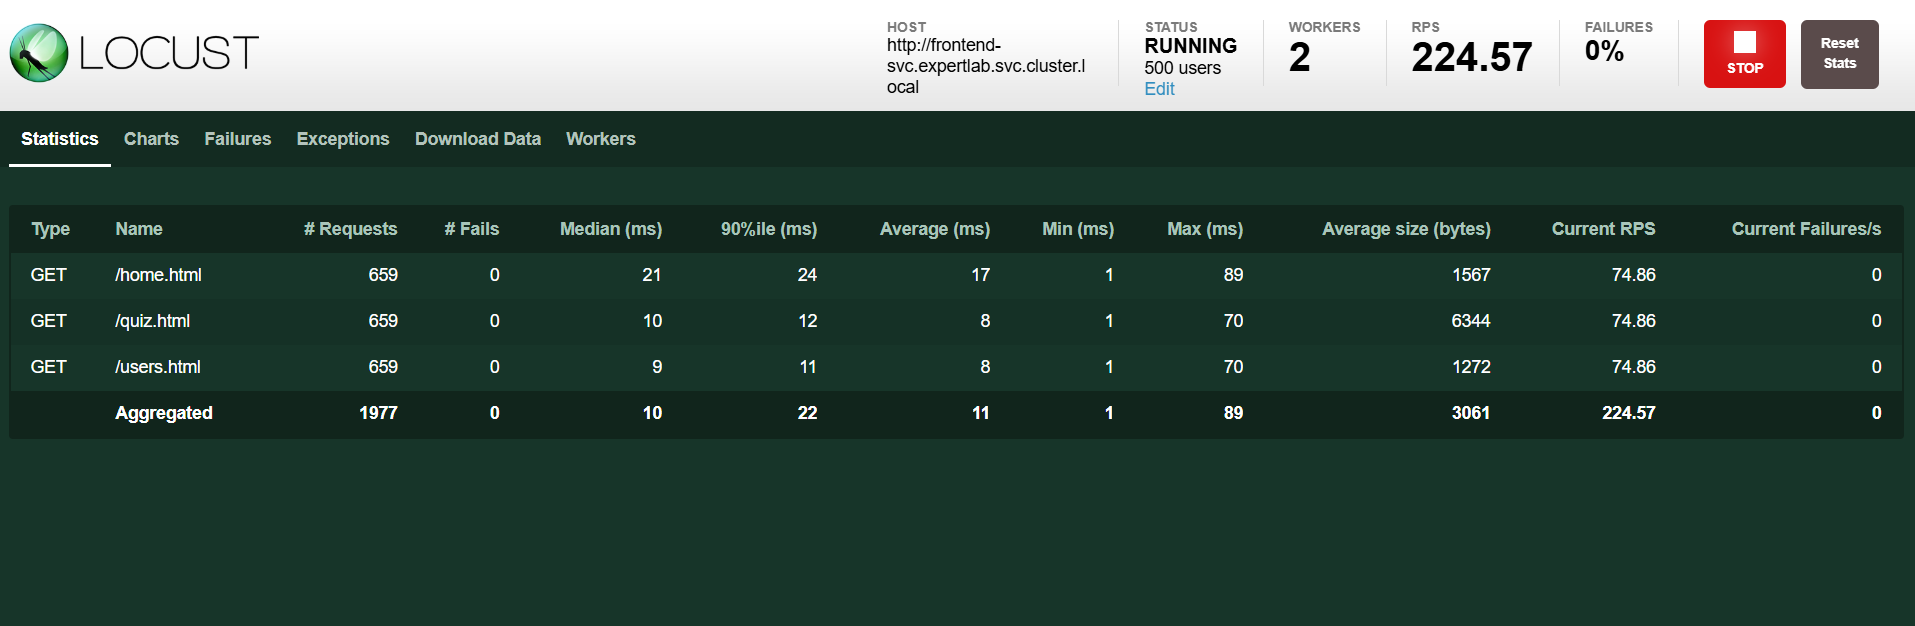 LOCUST
HOST
http://frontend-
svc.expertlab.svc.cluster.l
ocal
STATUS
RUNNING
500 users
Edit
WORKERS
2
RPS
224.57
FAILURES
0%
STOP
Reset
Stats
Statistics Charts Failures Exceptions Download Data Workers
Type Name # Requests # Fails Median (ms) 90%ile (ms) Average (ms) Min (ms) Max (ms) Average size (bytes) Current RPS Current Failures/s
GET /home.html 659 0 21 24 17 1 89 1567 74.86 0
GET /quiz.html 659 0 10 12 8 1 70 6344 74.86 0
GET /users.html 659 0 9 11 8 1 70 1272 74.86 0
Aggregated 1977 0 10 22 11 1 89 3061 224.57 0